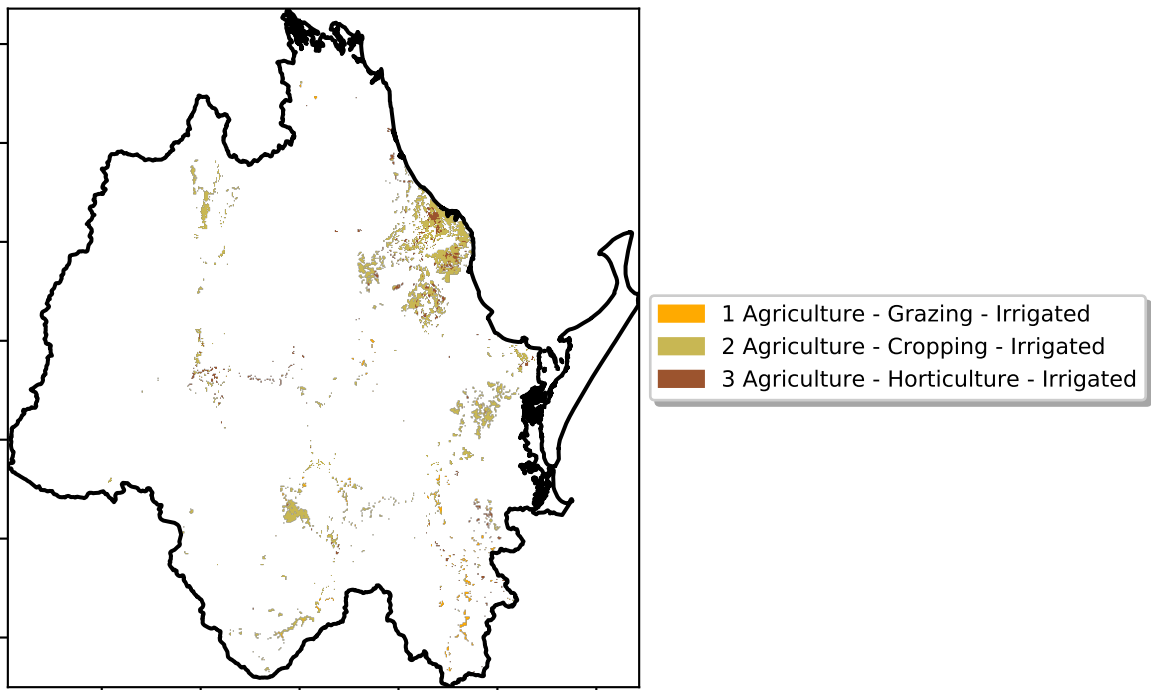 1 Agriculture - Grazing - Irrigated
2 Agriculture - Cropping - Irrigated
3 Agriculture - Horticulture - Irrigated